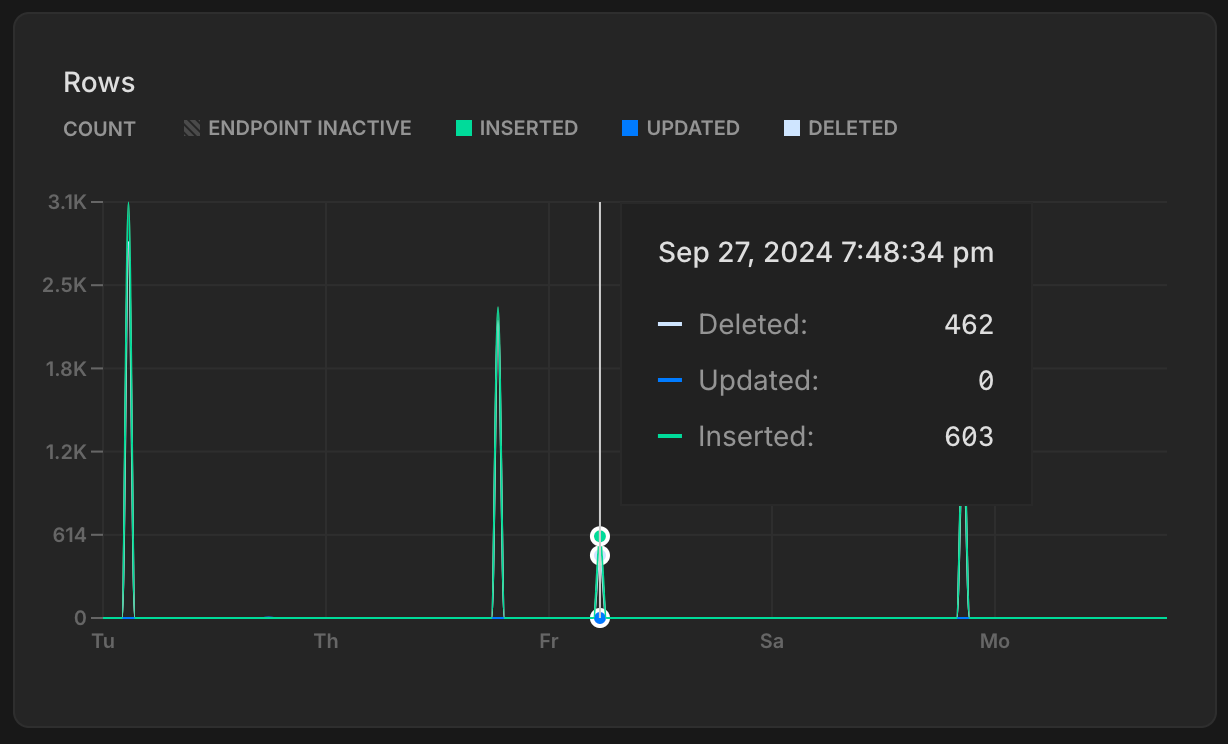 Rows
COUNT ENDPOINT INACTIVE INSERTED UPDATED DELETED
3.1K
2.5K
1.8K
1.2K
614
0
Sep 27, 2024 7:48:34 pm
Deleted: 462
Updated: 0
Inserted: 603
Tu Th Fr Sa Mo